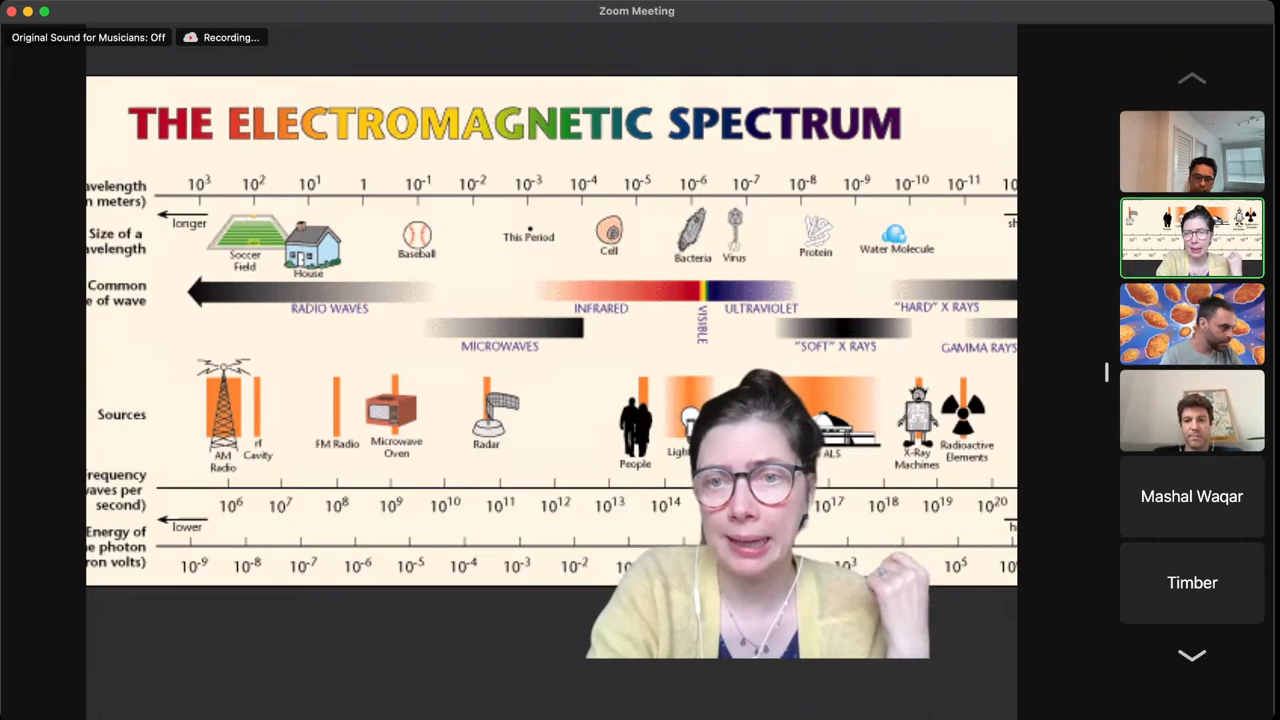 Zoom Meeting
Original Sound for Musicians: Off
Recording...
THE ELECTROMAGNETIC SPECTRUM
avelength
n meters)
10³ 10² 10¹ 1 10⁻¹ 10⁻² 10⁻³ 10⁻⁴ 10⁻⁵ 10⁻⁶ 10⁻⁷ 10⁻⁸ 10⁻⁹ 10⁻¹⁰ 10⁻¹¹ 10
longer
sh
Size of a
avelength
Soccer
Field
House
Baseball
This Period
Cell
Bacteria
Virus
Protein
Water Molecule
Common
e of wave
RADIO WAVES
INFRARED
VISIBLE
ULTRAVIOLET
"HARD" X RAYS
MICROWAVES
"SOFT" X RAYS
GAMMA RAYS
Sources
AM
Radio
rf
Cavity
FM Radio
Microwave
Oven
Radar
People
Ligh
ALS
X-Ray
Machines
Radioactive
Elements
requency
waves per
second)
10⁶ 10⁷ 10⁸ 10⁹ 10¹⁰ 10¹¹ 10¹² 10¹³ 10¹⁴ 10¹⁷ 10¹⁸ 10¹⁹ 10²⁰
lower
h
Energy of
e photon
ron volts)
10⁻⁹ 10⁻⁸ 10⁻⁷ 10⁻⁶ 10⁻⁵ 10⁻⁴ 10⁻³ 10⁻² 10³ 10⁵
Mashal Waqar
Timber